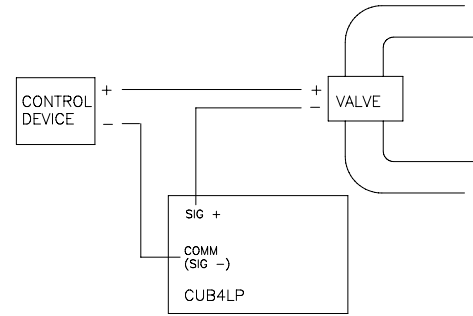 CONTROL
DEVICE
+
−
+
−
VALVE
SIG +
COMM
(SIG −)
CUB4LP